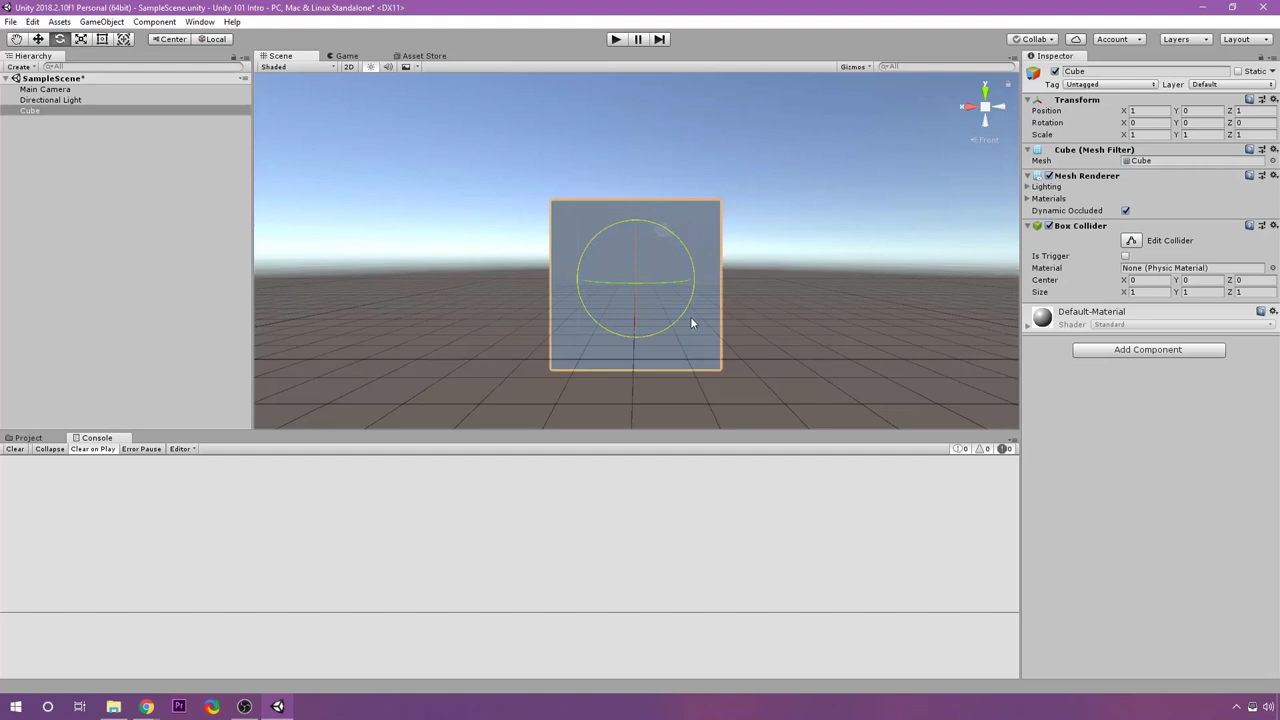 Unity 2018.2.10f1 Personal (64bit) - SampleScene.unity - Unity 101 Intro - PC, Mac & Linux Standalone* <DX11>
File Edit Assets GameObject Component Window Help
Center Local Collab Account Layers Layout
Hierarchy Scene Game Asset Store Inspector
Create All Shaded 2D Gizmos All
Cube Static
SampleScene*
Tag Untagged Layer Default
Main Camera
Directional Light
Cube
Transform
Position X 1 Y 0 Z 1
Rotation X 0 Y 0 Z 0
Scale X 1 Y 1 Z 1
y
x
Front
Cube (Mesh Filter)
Mesh Cube
Mesh Renderer
Lighting
Materials
Dynamic Occluded
Box Collider
Edit Collider
Is Trigger
Material None (Physic Material)
Center X 0 Y 0 Z 0
Size X 1 Y 1 Z 1
Default-Material
Shader Standard
Add Component
Project Console
Clear Collapse Clear on Play Error Pause Editor 0 0 0
Pr